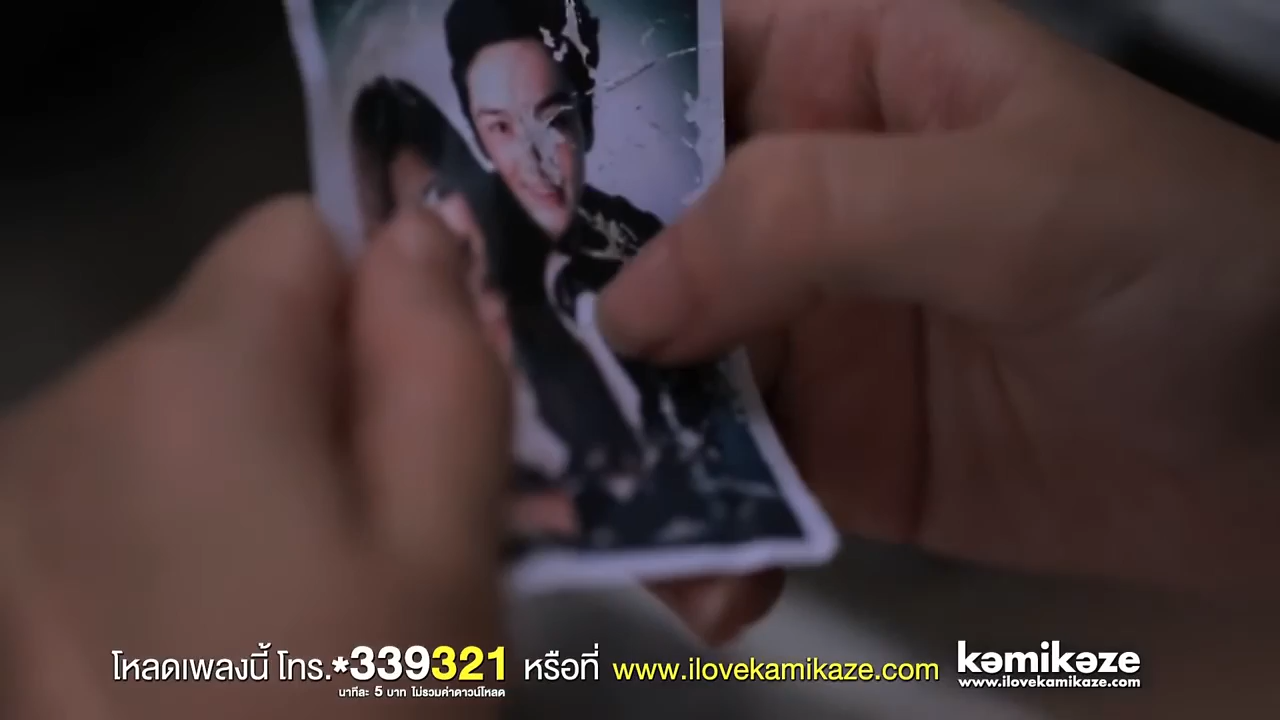 โหลดเพลงนี้ โทร.*339321 หรือที่ www.ilovekamikaze.com
นาทีละ 5 บาท ไม่รวมค่าดาวน์โหลด
kamikaze
www.ilovekamikaze.com